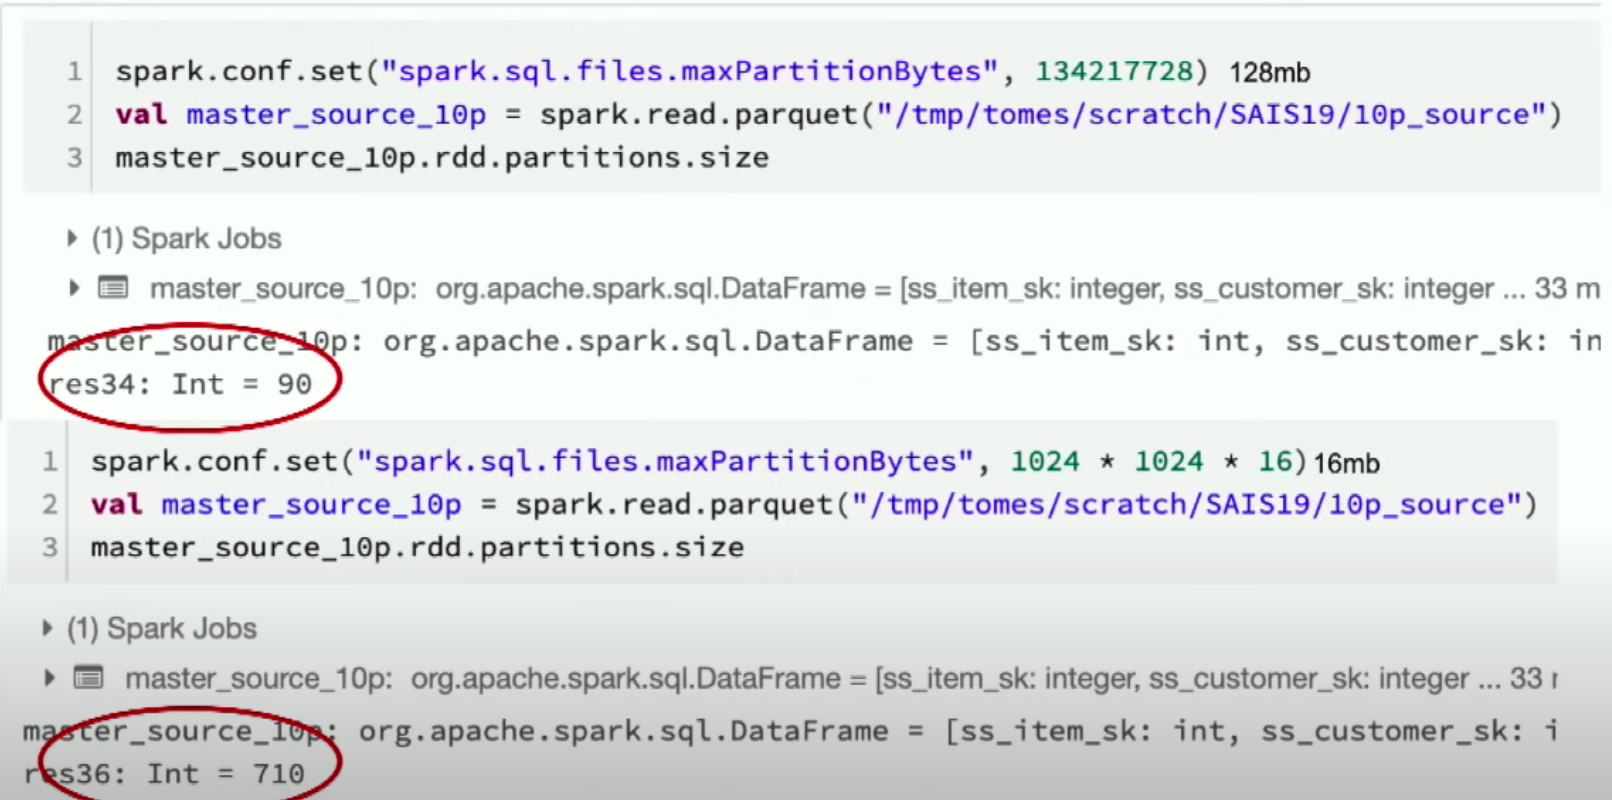 1 spark.conf.set("spark.sql.files.maxPartitionBytes", 134217728) 128mb
2 val master_source_10p = spark.read.parquet("/tmp/tomes/scratch/SAIS19/10p_source")
3 master_source_10p.rdd.partitions.size
(1) Spark Jobs
master_source_10p: org.apache.spark.sql.DataFrame = [ss_item_sk: integer, ss_customer_sk: integer ... 33 m
master_source_10p: org.apache.spark.sql.DataFrame = [ss_item_sk: int, ss_customer_sk: in
res34: Int = 90
1 spark.conf.set("spark.sql.files.maxPartitionBytes", 1024 * 1024 * 16) 16mb
2 val master_source_10p = spark.read.parquet("/tmp/tomes/scratch/SAIS19/10p_source")
3 master_source_10p.rdd.partitions.size
(1) Spark Jobs
master_source_10p: org.apache.spark.sql.DataFrame = [ss_item_sk: integer, ss_customer_sk: integer ... 33
master_source_10p: org.apache.spark.sql.DataFrame = [ss_item_sk: int, ss_customer_sk: i
res36: Int = 710